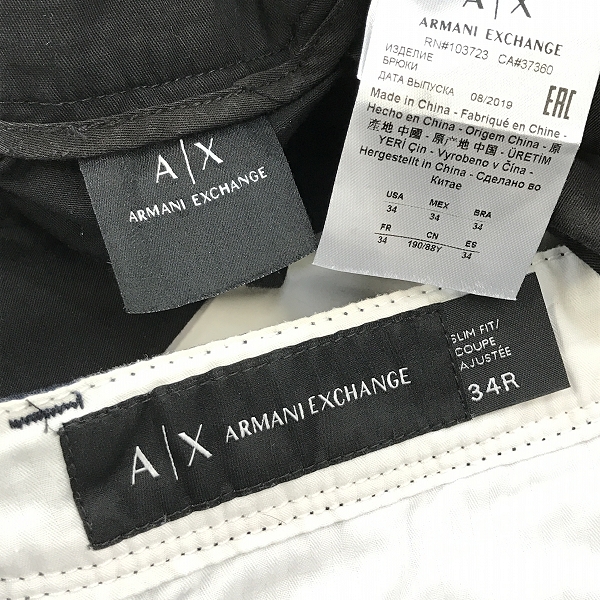 A|X
ARMANI EXCHANGE
RN#103723 CA#37360
ИЗДЕЛИЕ
БРЮКИ
ДАТА ВЫПУСКА 08/2019
EAC
Made in China - Fabriqué en Chine -
Hecho en China - Origem China - 原
產地 中國 - 原产地 中国 - ÜRETİM
YERİ Çin - Vyrobeno v Čína -
Hergestellt in China - Сделано во
Китае
USA MEX BRA
34 34 34
FR CN ES
34 190/88Y 34
A|X
ARMANI EXCHANGE
A|X ARMANI EXCHANGE
SLIM FIT/
COUPE
AJUSTÉE
34R